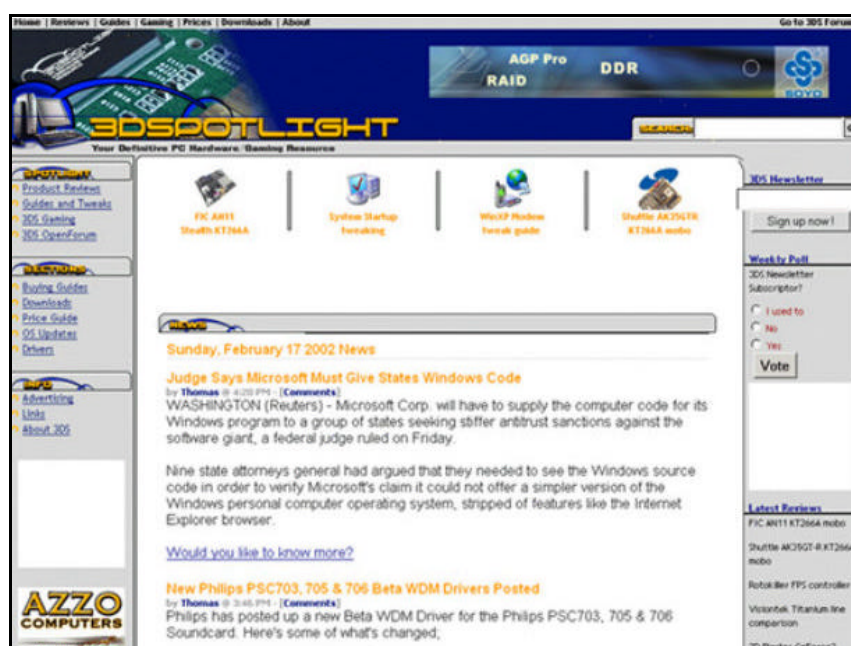 Home | Reviews | Guides | Gaming | Prices | Downloads | About
Go to 3DS Forum
AGP Pro
RAID
DDR
SOYO
3DSPOTLIGHT
Your Definitive PC Hardware/Gaming Resource
SEARCH:
SPOTLIGHT
Product Reviews
Guides and Tweaks
3DS Gaming
3DS OpenForum
SECTIONS
Buying Guides
Downloads
Price Guide
OS Updates
Drivers
INFO
Advertising
Links
About 3DS
AZZO
COMPUTERS
FIC AN11
Stealth KT266A
System Startup
tweaking
WinXP Modem
tweak guide
Shuttle AK35GTR
KT266A mobo
NEWS
Sunday, February 17 2002 News
Judge Says Microsoft Must Give States Windows Code
by Thomas @ 4:20 PM - [Comments]
WASHINGTON (Reuters) - Microsoft Corp. will have to supply the computer code for its
Windows program to a group of states seeking stiffer antitrust sanctions against the
software giant, a federal judge ruled on Friday.
Nine state attorneys general had argued that they needed to see the Windows source
code in order to verify Microsoft's claim it could not offer a simpler version of the
Windows personal computer operating system, stripped of features like the Internet
Explorer browser.
Would you like to know more?
New Philips PSC703, 705 & 706 Beta WDM Drivers Posted
by Thomas @ 3:46 PM - [Comments]
Philips has posted up a new Beta WDM Driver for the Philips PSC703, 705 & 706
Soundcard. Here's some of what's changed;
3DS Newsletter
Sign up now!
Weekly Poll
3DS Newsletter
Subscriptor?
I used to
No
Yes
Vote
Latest Reviews
FIC AN11 KT266A mobo
Shuttle AK35GT-R KT266A
mobo
Rotokiller FPS controller
Visiontek Titanium line
comparison